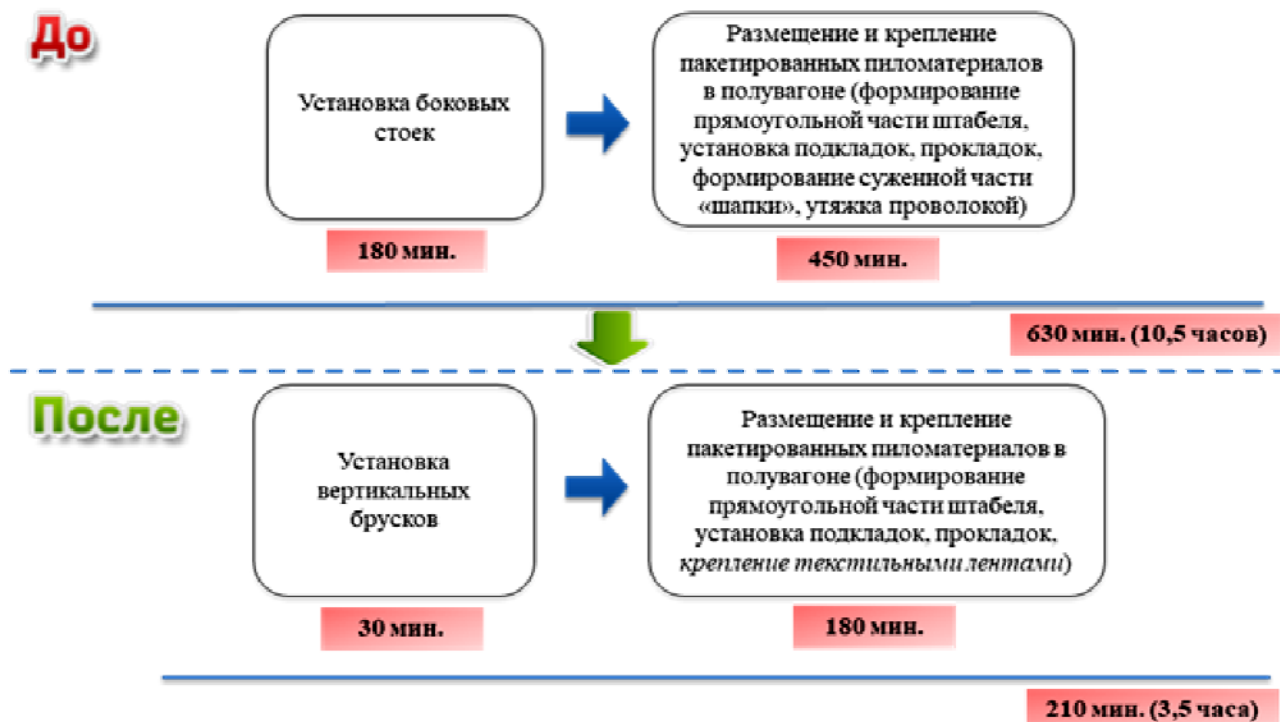 До
Установка боковых
стоек
180 мин.
Размещение и крепление
пакетированных пиломатериалов
в полувагоне (формирование
прямоугольной части штабеля,
установка подкладок, прокладок,
формирование суженной части
«шапки», утяжка проволокой)
450 мин.
630 мин. (10,5 часов)
После
Установка
вертикальных
брусков
30 мин.
Размещение и крепление
пакетированных пиломатериалов в
полувагоне (формирование
прямоугольной части штабеля,
установка подкладок, прокладок,
крепление текстильными лентами)
180 мин.
210 мин. (3,5 часа)